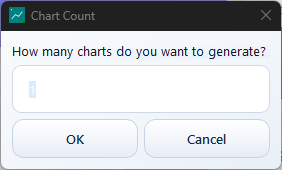 Chart Count
How many charts do you want to generate?
1
OK
Cancel